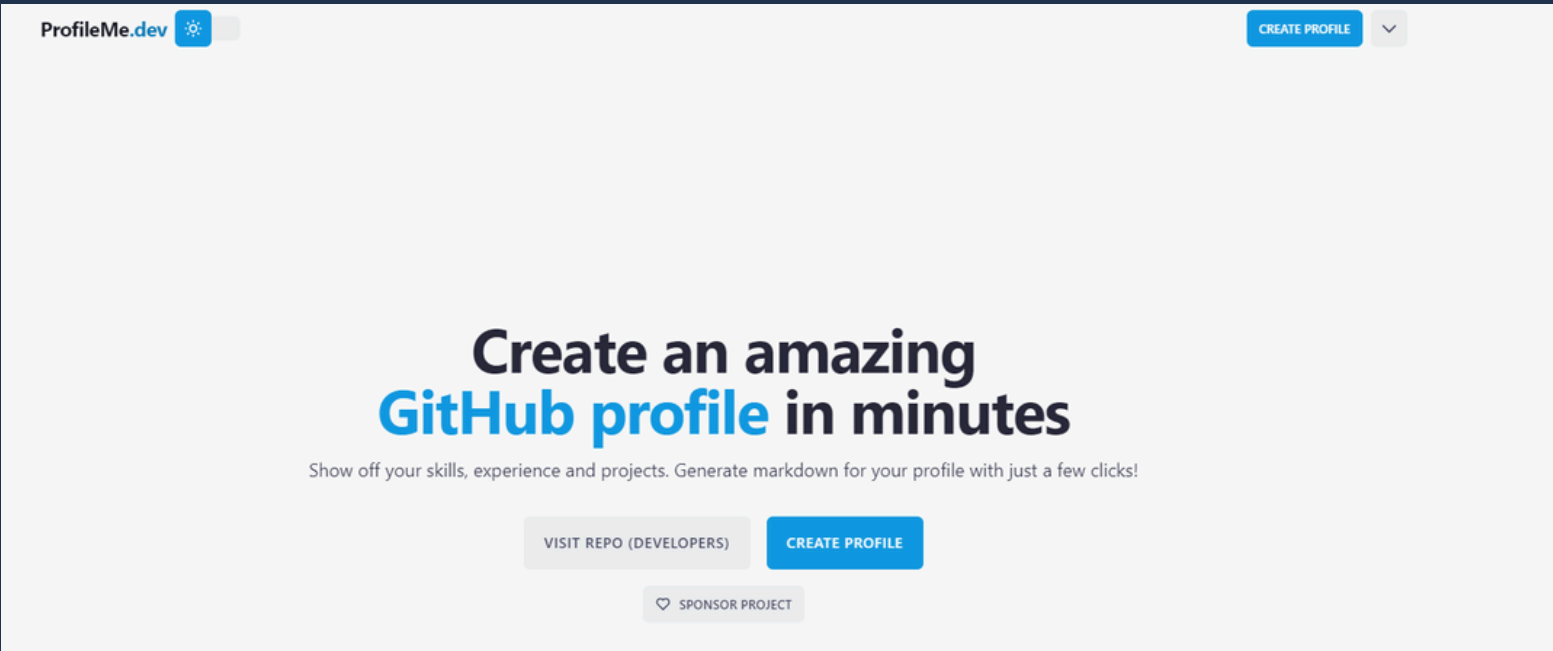 ProfileMe.dev
CREATE PROFILE
Create an amazing
GitHub profile in minutes
Show off your skills, experience and projects. Generate markdown for your profile with just a few clicks!
VISIT REPO (DEVELOPERS)
CREATE PROFILE
SPONSOR PROJECT